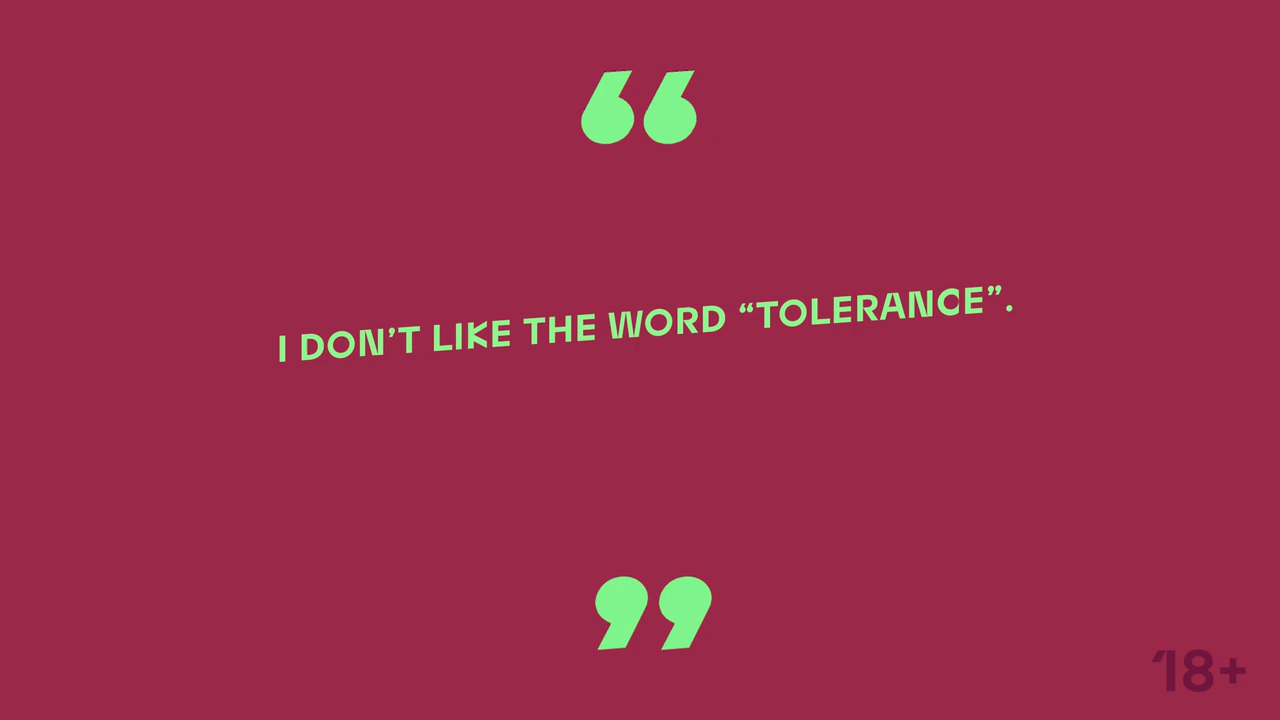 “
I DON’T LIKE THE WORD “TOLERANCE”.
”
18+